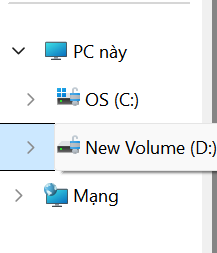 PC này
OS (C:)
New Volume (D:)
Mạng